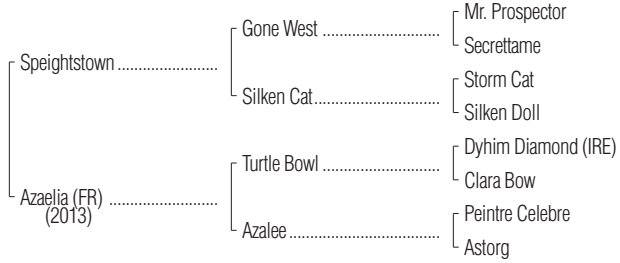 Mr. Prospector
Gone West
Secrettame
Speightstown
Storm Cat
Silken Cat
Silken Doll
Dyhim Diamond (IRE)
Turtle Bowl
Clara Bow
Azaelia (FR)
(2013)
Peintre Celebre
Azalee
Astorg